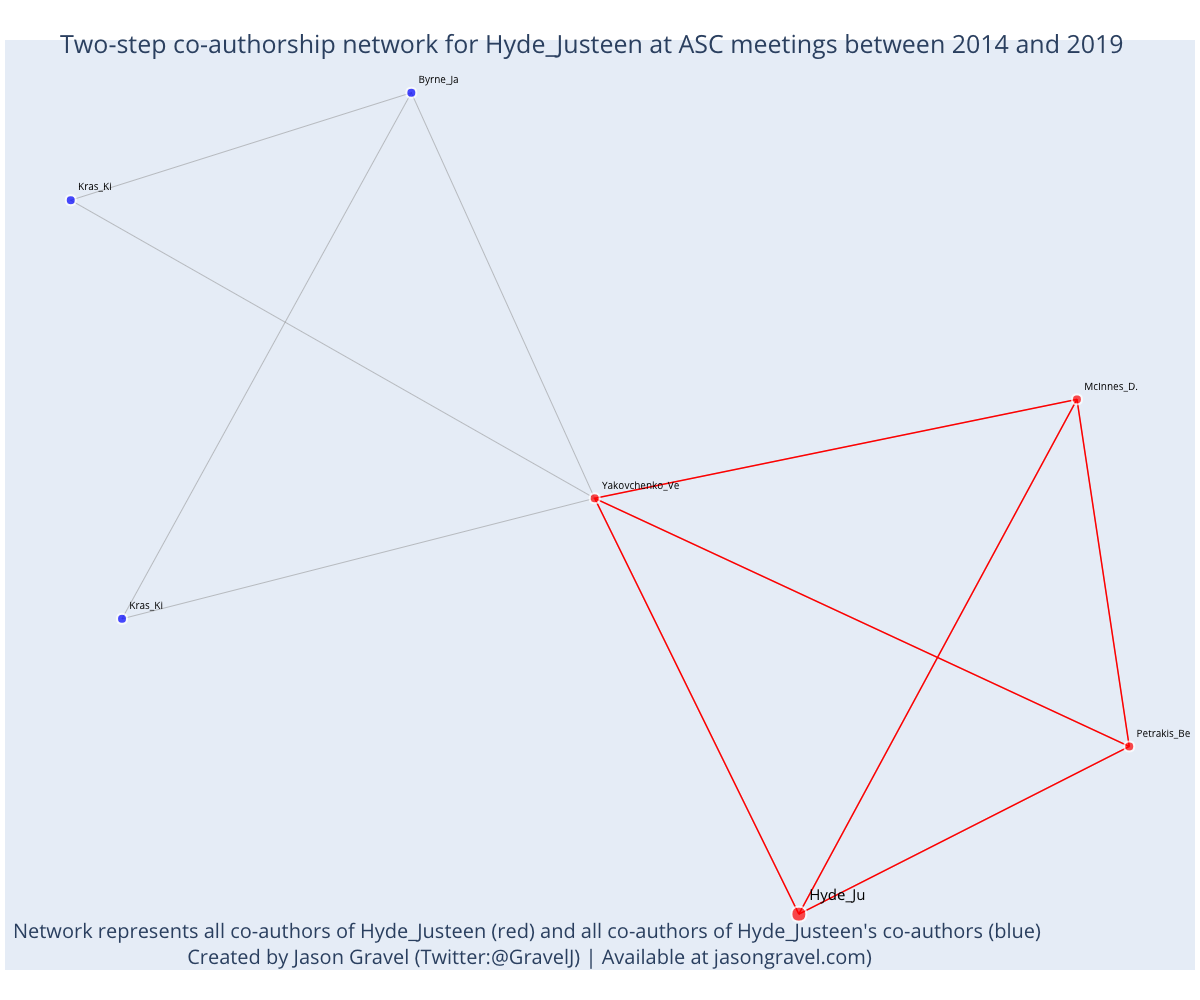 Two-step co-authorship network for Hyde_Justeen at ASC meetings between 2014 and 2019
Byrne_Ja
Kras_Ki
McInnes_D.
Yakovchenko_Ve
Kras_Ki
Petrakis_Be
Hyde_Ju
Network represents all co-authors of Hyde_Justeen (red) and all co-authors of Hyde_Justeen's co-authors (blue)
Created by Jason Gravel (Twitter:@GravelJ) | Available at jasongravel.com)